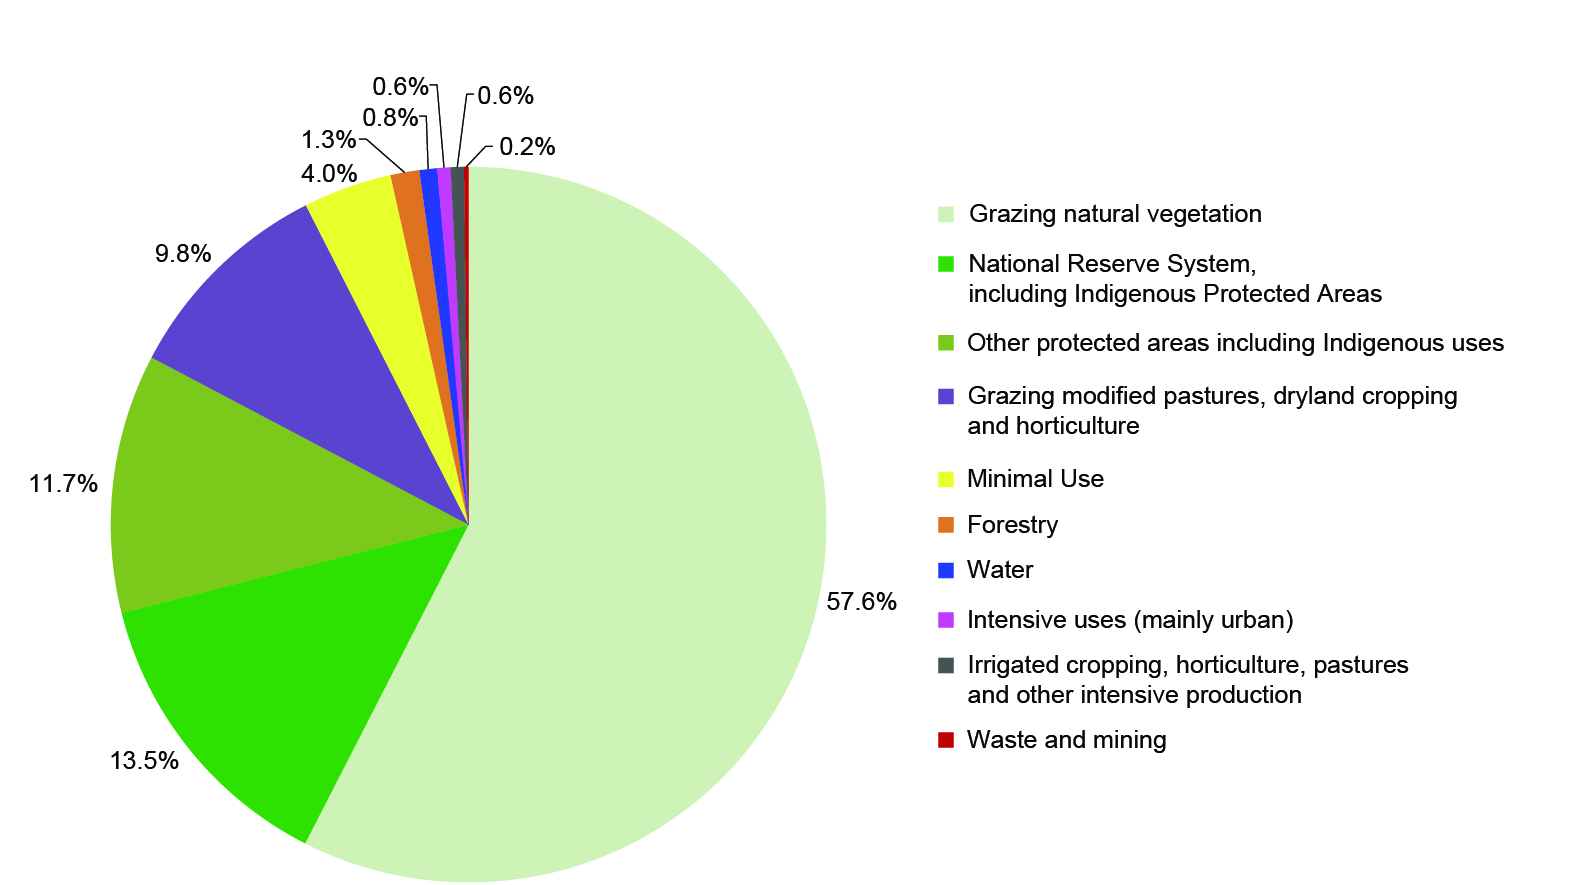 0.6%
0.6%
0.8%
1.3%
0.2%
4.0%
9.8%
11.7%
57.6%
13.5%
Grazing natural vegetation
National Reserve System,
including Indigenous Protected Areas
Other protected areas including Indigenous uses
Grazing modified pastures, dryland cropping
and horticulture
Minimal Use
Forestry
Water
Intensive uses (mainly urban)
Irrigated cropping, horticulture, pastures
and other intensive production
Waste and mining